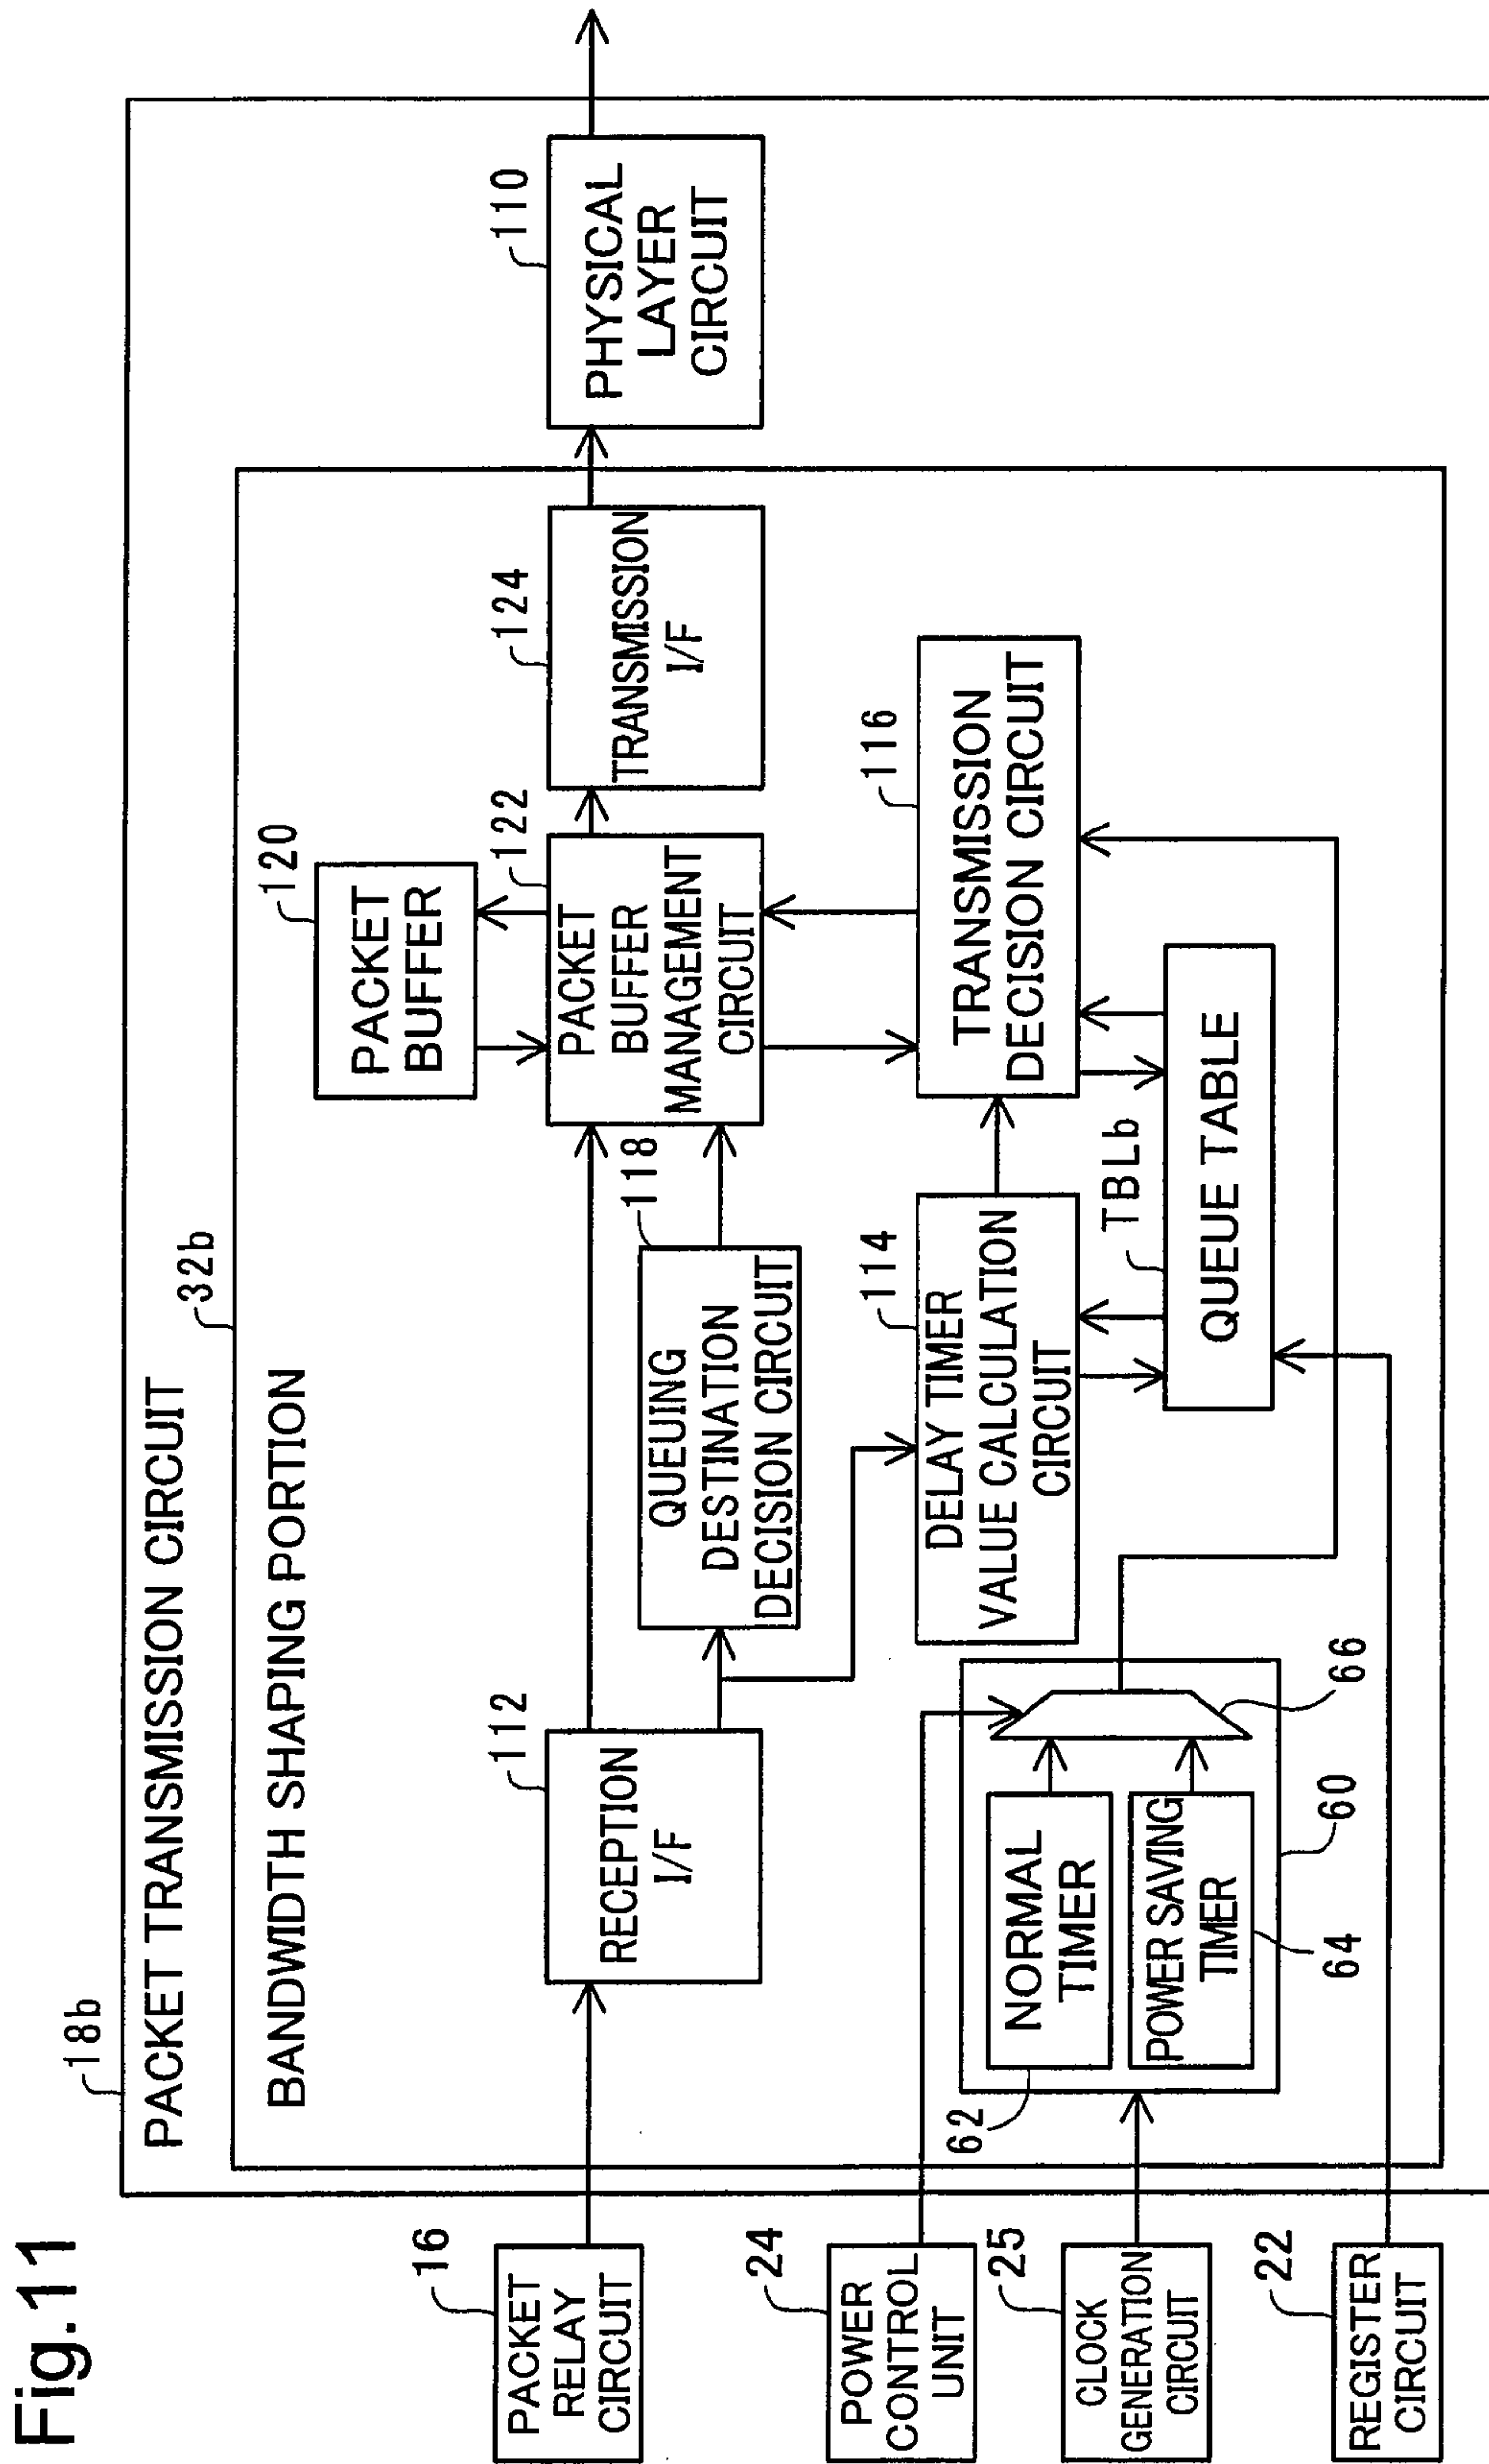 Fig.11
18b
PACKET TRANSMISSION CIRCUIT
32b
BANDWIDTH SHAPING PORTION
16
PACKET
RELAY
CIRCUIT
112
RECEPTION
I/F
118
QUEUING
DESTINATION
DECISION CIRCUIT
120
PACKET
BUFFER
122
PACKET
BUFFER
MANAGEMENT
CIRCUIT
124
TRANSMISSION
I/F
110
PHYSICAL
LAYER
CIRCUIT
24
POWER
CONTROL
UNIT
25
CLOCK
GENERATION
CIRCUIT
22
REGISTER
CIRCUIT
62
NORMAL
TIMER
POWER SAVING
TIMER
64
60
66
114
DELAY TIMER
VALUE CALCULATION
CIRCUIT
116
TRANSMISSION
DECISION CIRCUIT
TBLb
QUEUE TABLE